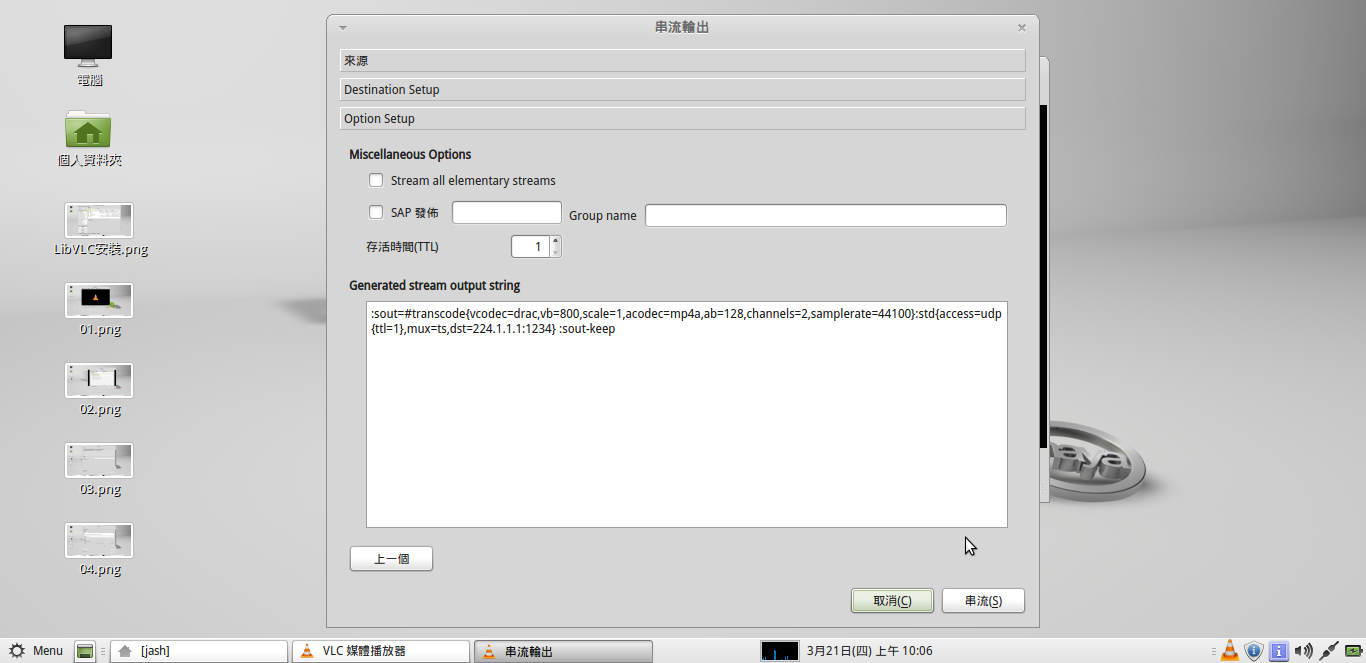 電腦
個人資料夾
LibVLC安裝.png
01.png
02.png
03.png
04.png
串流輸出
來源
Destination Setup
Option Setup
Miscellaneous Options
Stream all elementary streams
SAP 發佈
Group name
存活時間(TTL)
1
Generated stream output string
:sout=#transcode{vcodec=drac,vb=800,scale=1,acodec=mp4a,ab=128,channels=2,samplerate=44100}:std{access=udp
{ttl=1},mux=ts,dst=224.1.1.1:1234} :sout-keep
上一個
取消(C)
串流(S)
Menu
[jash]
VLC 媒體播放器
串流輸出
3月21日(四) 上午 10:06